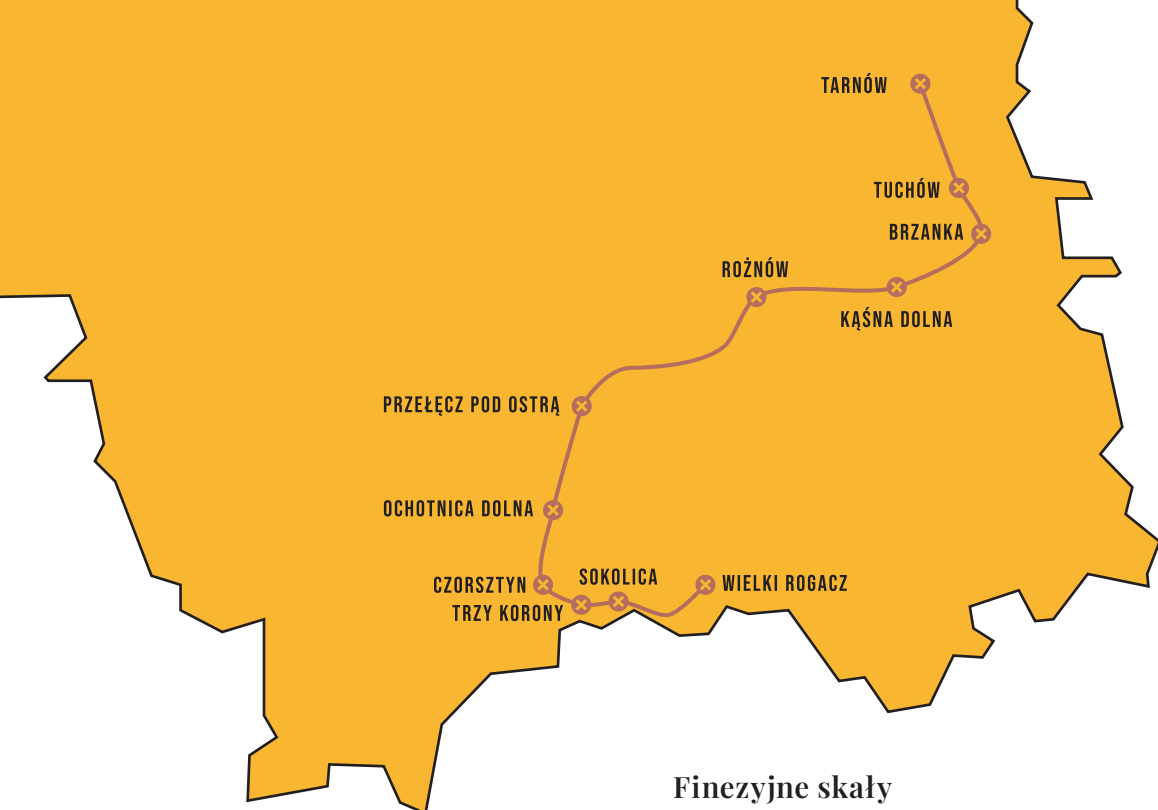 TARNÓW
TUCHÓW
BRZANKA
ROŻNÓW
KĄŚNA DOLNA
PRZEŁĘCZ POD OSTRĄ
OCHOTNICA DOLNA
CZORSZTYN
SOKOLICA
WIELKI ROGACZ
TRZY KORONY
Finezyjne skały